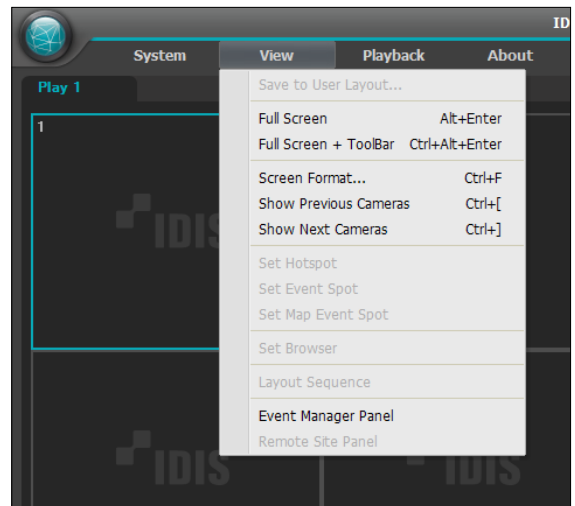 ID
System View Playback About
Play 1
Save to User Layout...
1
Full Screen Alt+Enter
Full Screen + ToolBar Ctrl+Alt+Enter
Screen Format... Ctrl+F
Show Previous Cameras Ctrl+[
IDIS
Show Next Cameras Ctrl+]
Set Hotspot
Set Event Spot
Set Map Event Spot
Set Browser
Layout Sequence
Event Manager Panel
Remote Site Panel
IDIS IDIS